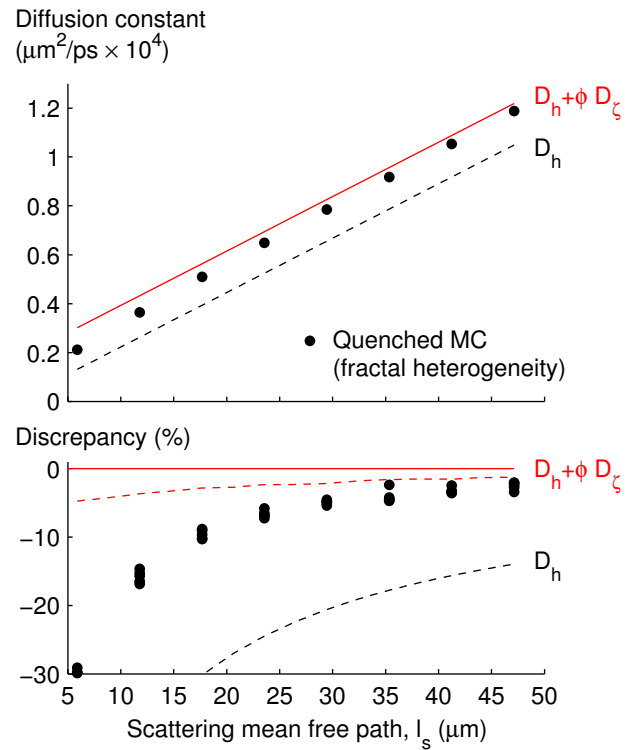 Diffusion constant
(μm²/ps × 10⁴)
1.2
1
0.8
0.6
0.4
0.2
0
D_h+ϕ D_ζ
D_h
Quenched MC
(fractal heterogeneity)
Discrepancy (%)
0
−10
−20
−30
D_h+ϕ D_ζ
D_h
5 10 15 20 25 30 35 40 45 50
Scattering mean free path, l_s (μm)